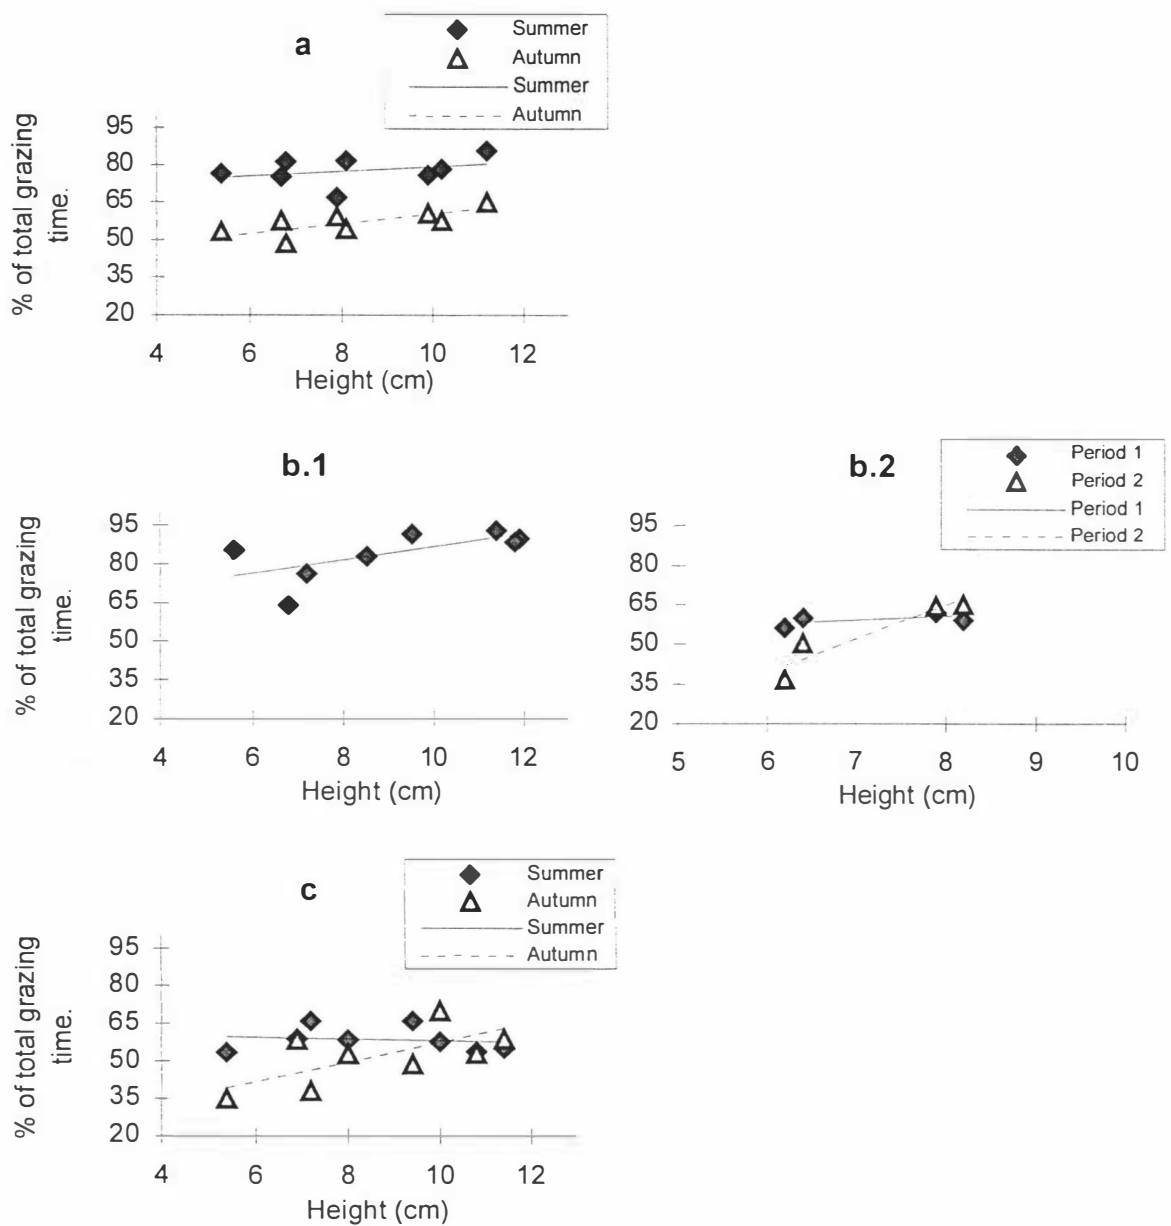 a
Summer
Autumn
Summer
Autumn
% of total grazing
time.
95
80
65
50
35
20
4 6 8 10 12
Height (cm)
b.1
% of total grazing
time.
95
80
65
50
35
20
4 6 8 10 12
Height (cm)
b.2
Period 1
Period 2
Period 1
Period 2
95
80
65
50
35
20
5 6 7 8 9 10
Height (cm)
c
Summer
Autumn
Summer
Autumn
% of total grazing
time.
95
80
65
50
35
20
4 6 8 10 12
Height (cm)